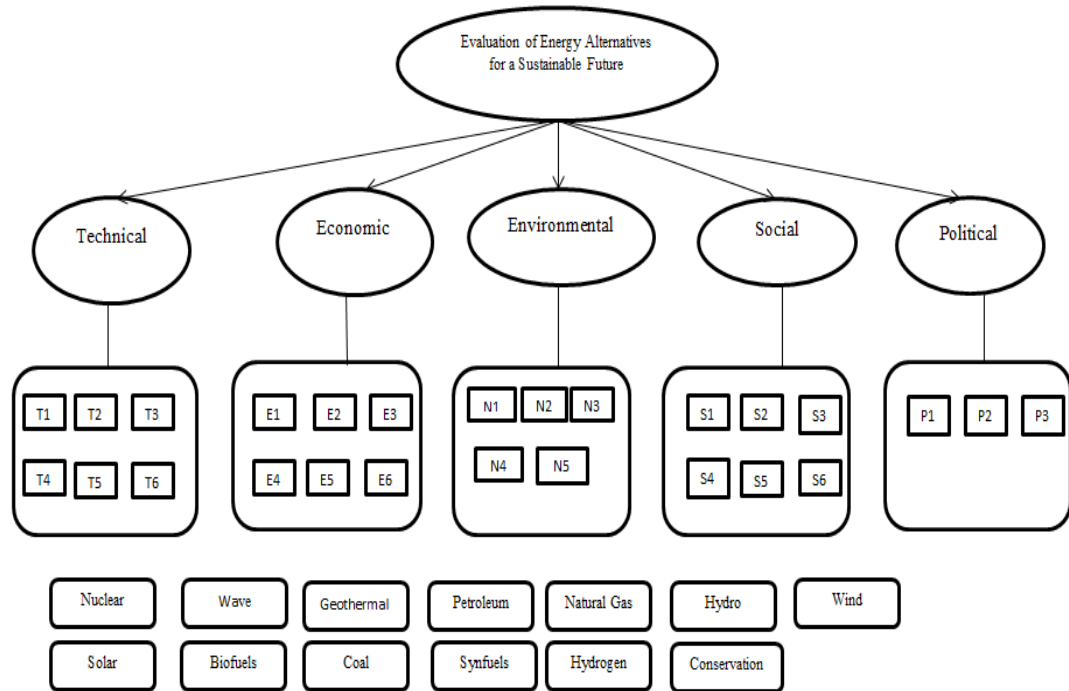 Evaluation of Energy Alternatives
for a Sustainable Future
Technical
Economic
Environmental
Social
Political
T1 T2 T3
T4 T5 T6
E1 E2 E3
E4 E5 E6
N1 N2 N3
N4 N5
S1 S2 S3
S4 S5 S6
P1 P2 P3
Nuclear Wave Geothermal Petroleum Natural Gas Hydro Wind
Solar Biofuels Coal Synfuels Hydrogen Conservation